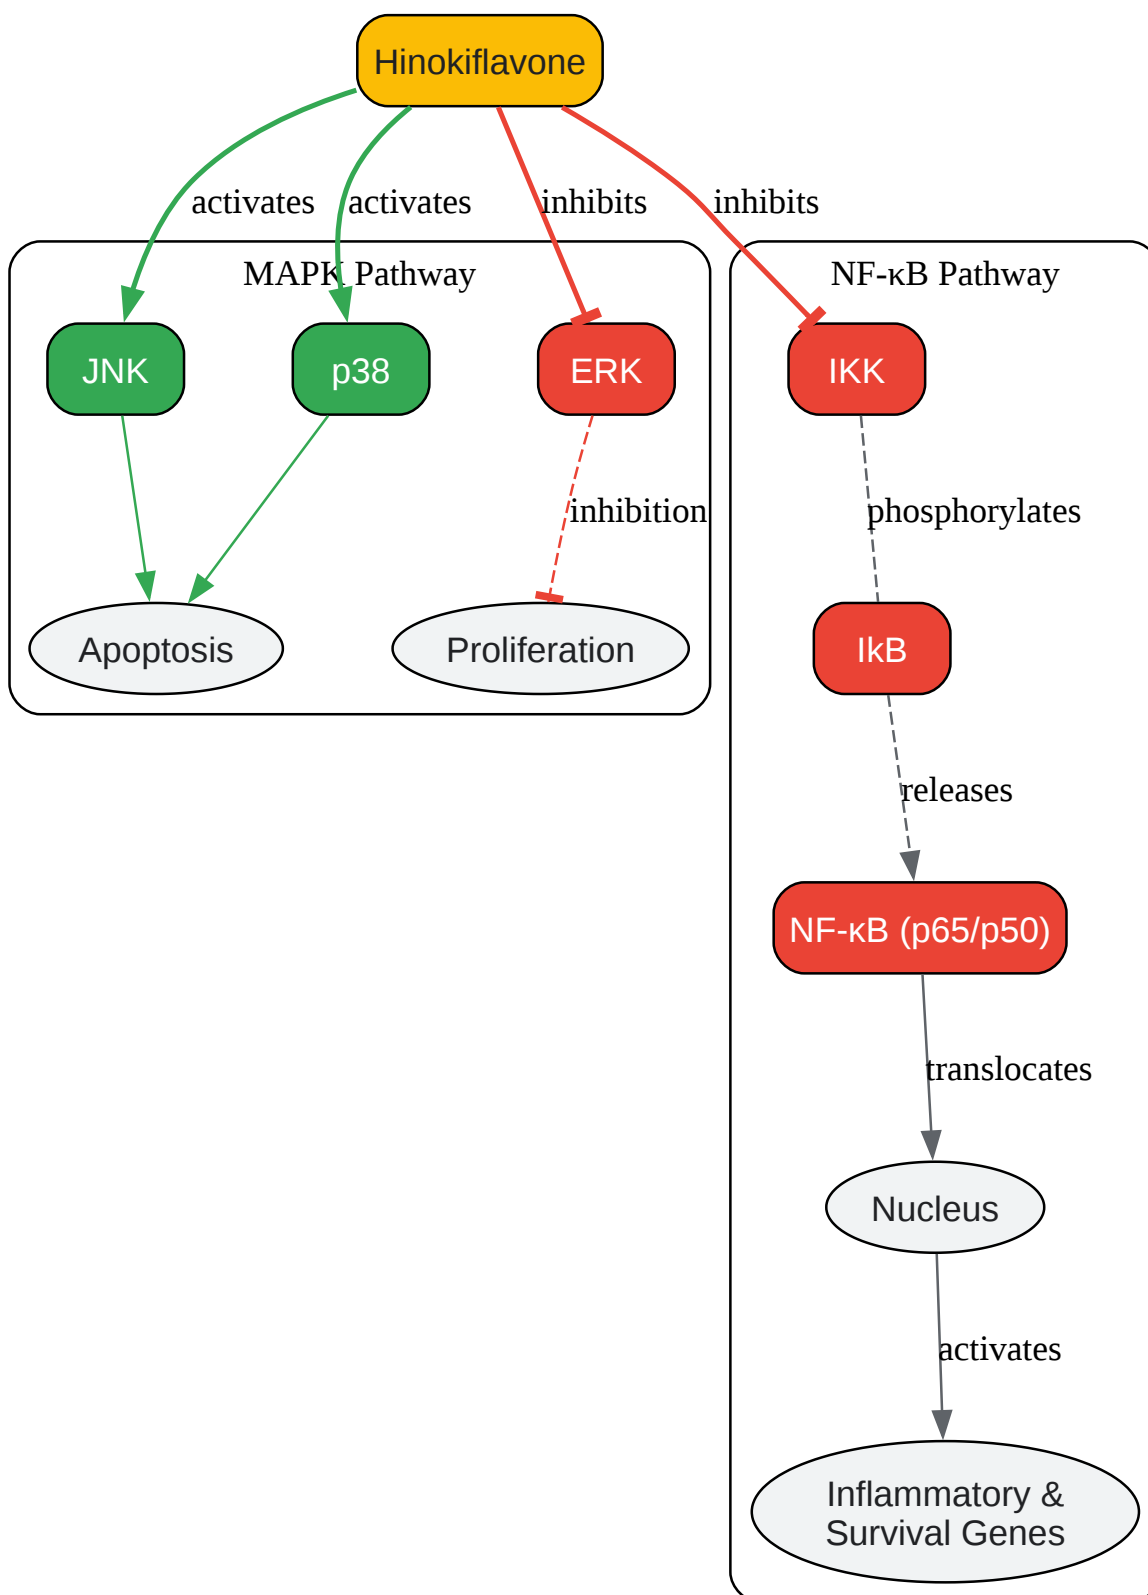 Hinokiflavone
activates
activates
inhibits
inhibits
MAPK Pathway
NF-κB Pathway
JNK
p38
ERK
IKK
inhibition
phosphorylates
Apoptosis
Proliferation
IkB
releases
NF-κB (p65/p50)
translocates
Nucleus
activates
Inflammatory &
Survival Genes